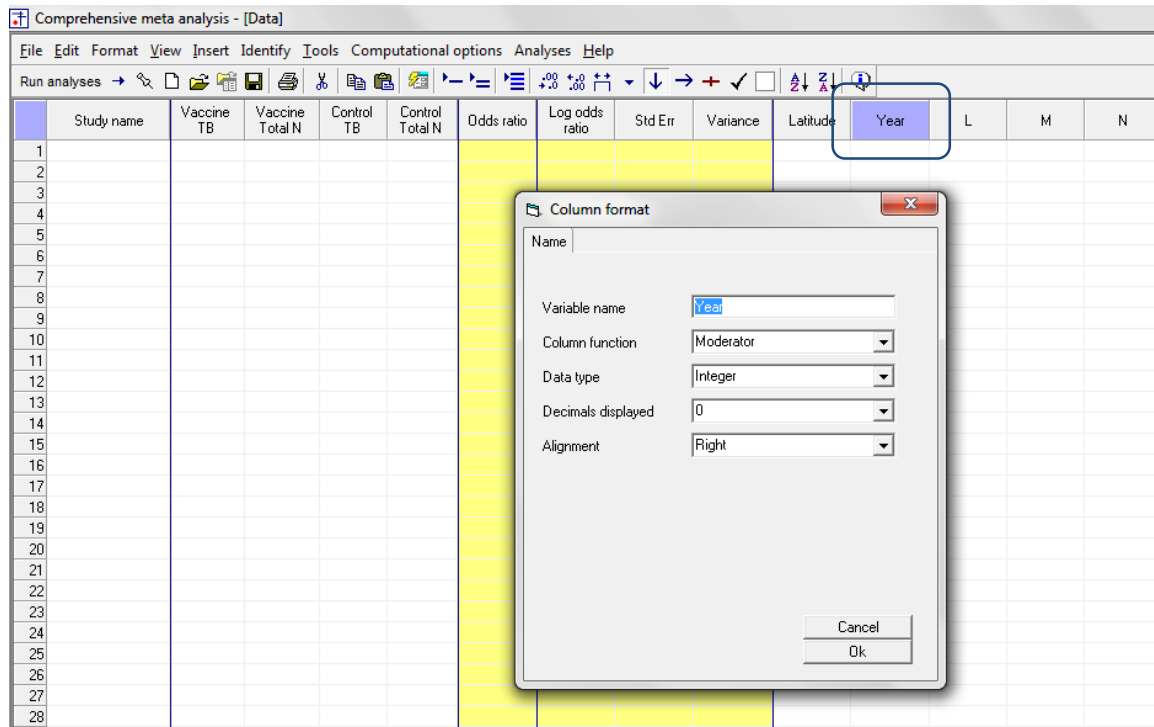 Comprehensive meta analysis - [Data]
File Edit Format View Insert Identify Tools Computational options Analyses Help
Run analyses
Study name Vaccine TB Vaccine Total N Control TB Control Total N Odds ratio Log odds ratio Std Err Variance Latitude Year L M N
1
2
3
4
5
6
7
8
9
10
11
12
13
14
15
16
17
18
19
20
21
22
23
24
25
26
27
28
Column format
Name
Variable name Year
Column function Moderator
Data type Integer
Decimals displayed 0
Alignment Right
Cancel
Ok